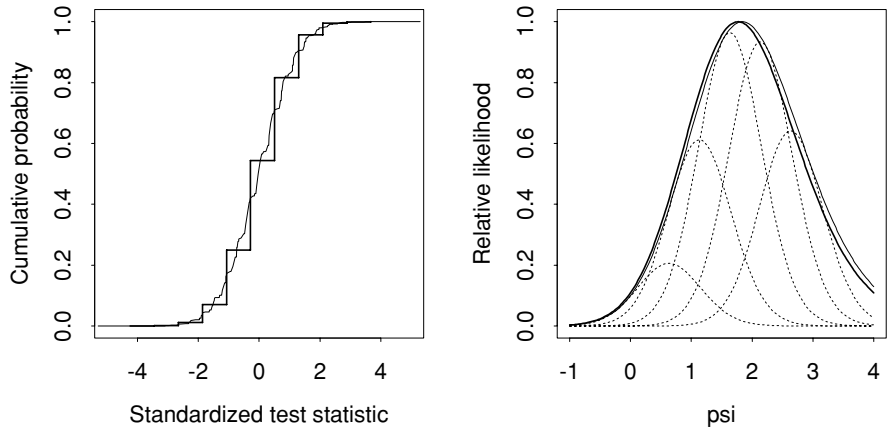 Cumulative probability
0.0 0.2 0.4 0.6 0.8 1.0
-4 -2 0 2 4
Standardized test statistic
Relative likelihood
0.0 0.2 0.4 0.6 0.8 1.0
-1 0 1 2 3 4
psi